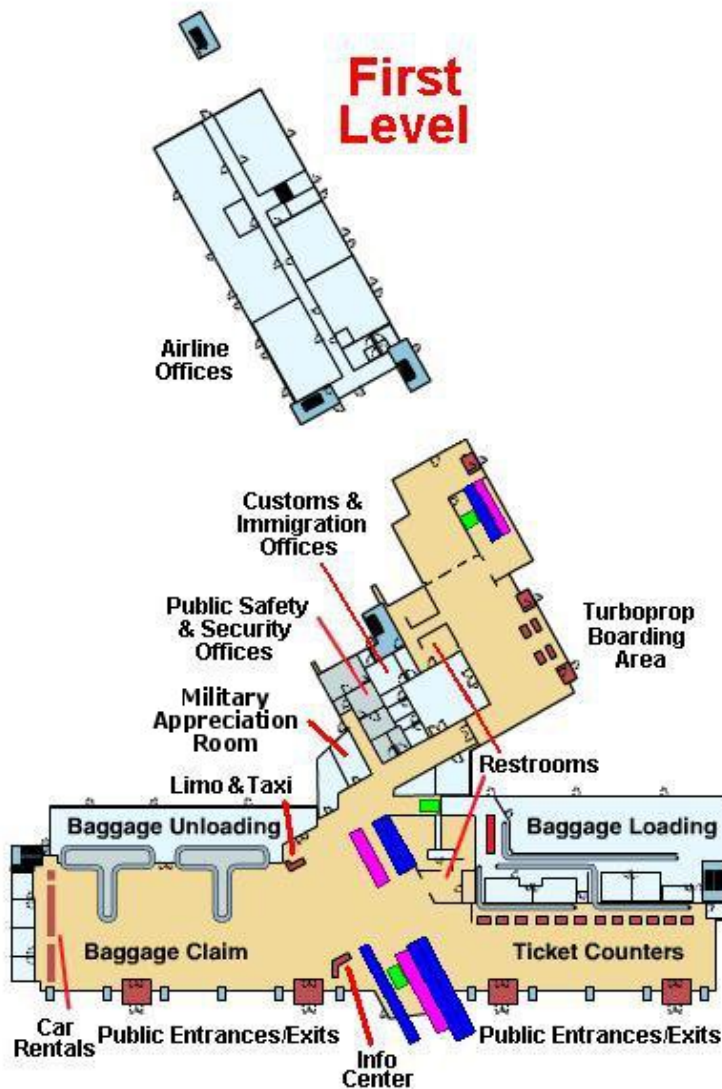 First
Level
Airline
Offices
Customs &
Immigration
Offices
Public Safety
& Security
Offices
Turboprop
Boarding
Area
Military
Appreciation
Room
Restrooms
Limo & Taxi
Baggage Unloading
Baggage Loading
Baggage Claim
Ticket Counters
Car
Rentals
Public Entrances/Exits
Info
Center
Public Entrances/Exits